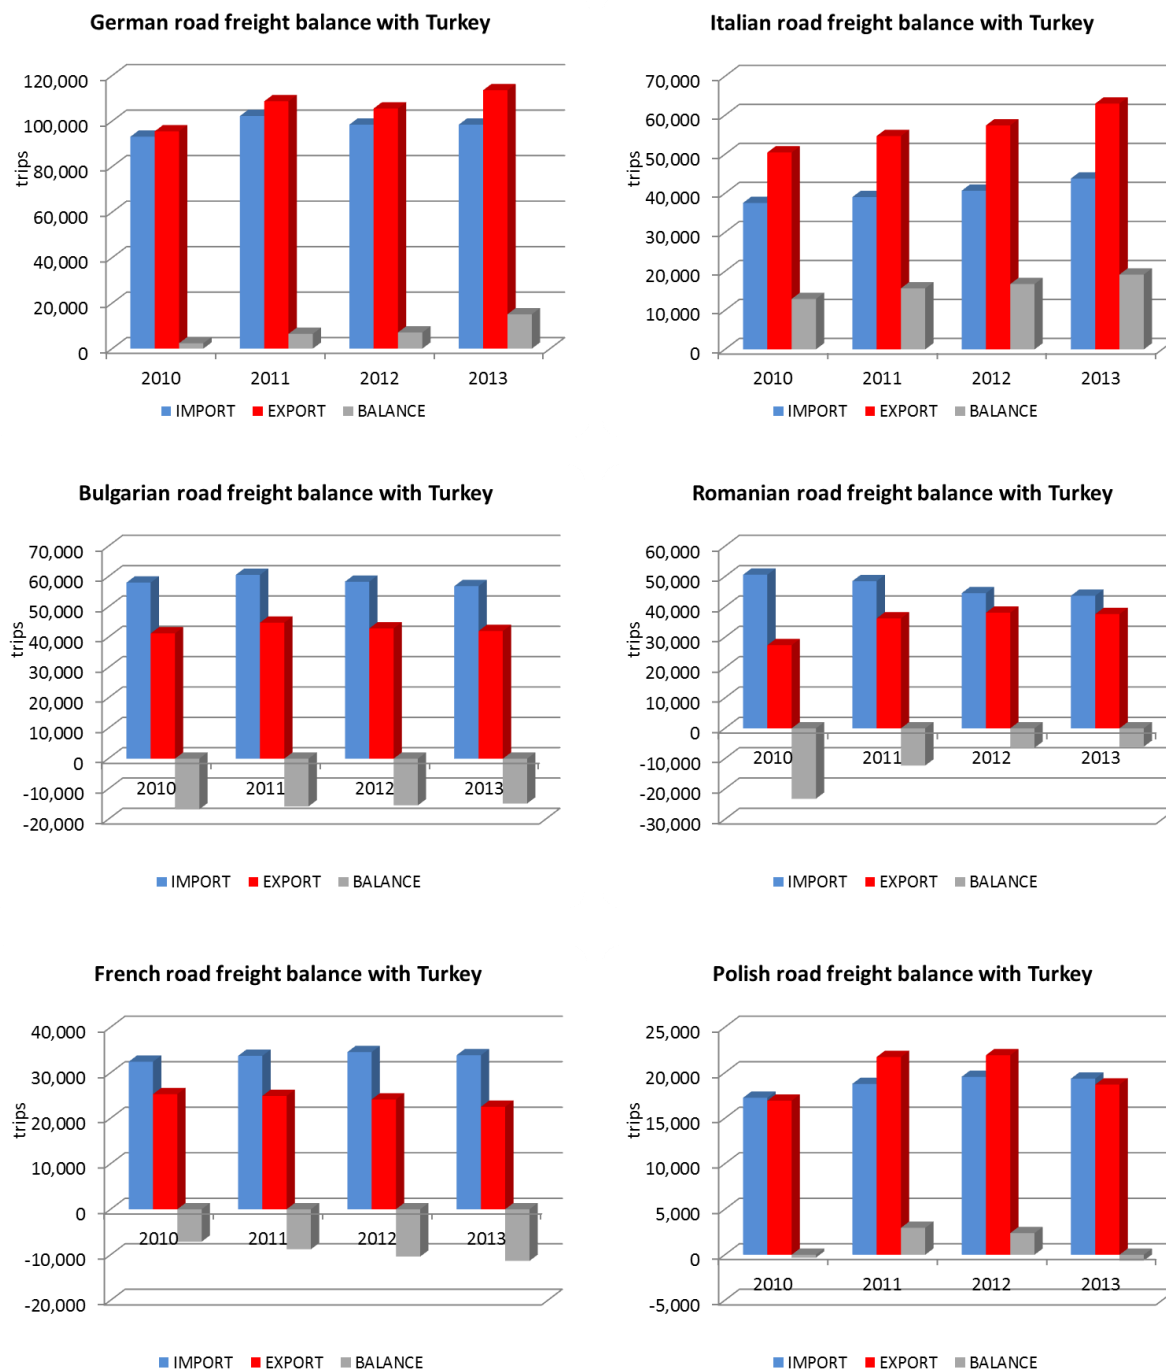 German road freight balance with Turkey
120,000
100,000
80,000
60,000
40,000
20,000
0
trips
2010 2011 2012 2013
IMPORT EXPORT BALANCE
Italian road freight balance with Turkey
70,000
60,000
50,000
40,000
30,000
20,000
10,000
0
trips
2010 2011 2012 2013
IMPORT EXPORT BALANCE
Bulgarian road freight balance with Turkey
70,000
60,000
50,000
40,000
30,000
20,000
10,000
0
-10,000
-20,000
trips
2010 2011 2012 2013
IMPORT EXPORT BALANCE
Romanian road freight balance with Turkey
60,000
50,000
40,000
30,000
20,000
10,000
0
-10,000
-20,000
-30,000
trips
2010 2011 2012 2013
IMPORT EXPORT BALANCE
French road freight balance with Turkey
40,000
30,000
20,000
10,000
0
-10,000
-20,000
trips
2010 2011 2012 2013
IMPORT EXPORT BALANCE
Polish road freight balance with Turkey
25,000
20,000
15,000
10,000
5,000
0
-5,000
trips
2010 2011 2012 2013
IMPORT EXPORT BALANCE